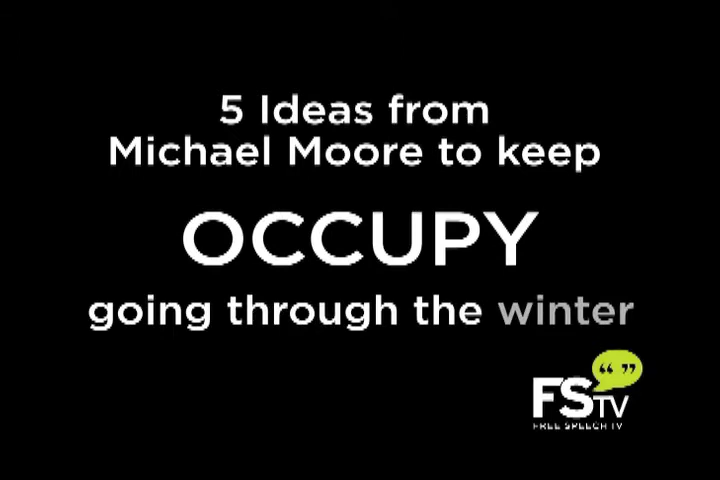 5 Ideas from
Michael Moore to keep
OCCUPY
going through the winter
“ ”
FSTV
FREE SPEECH TV